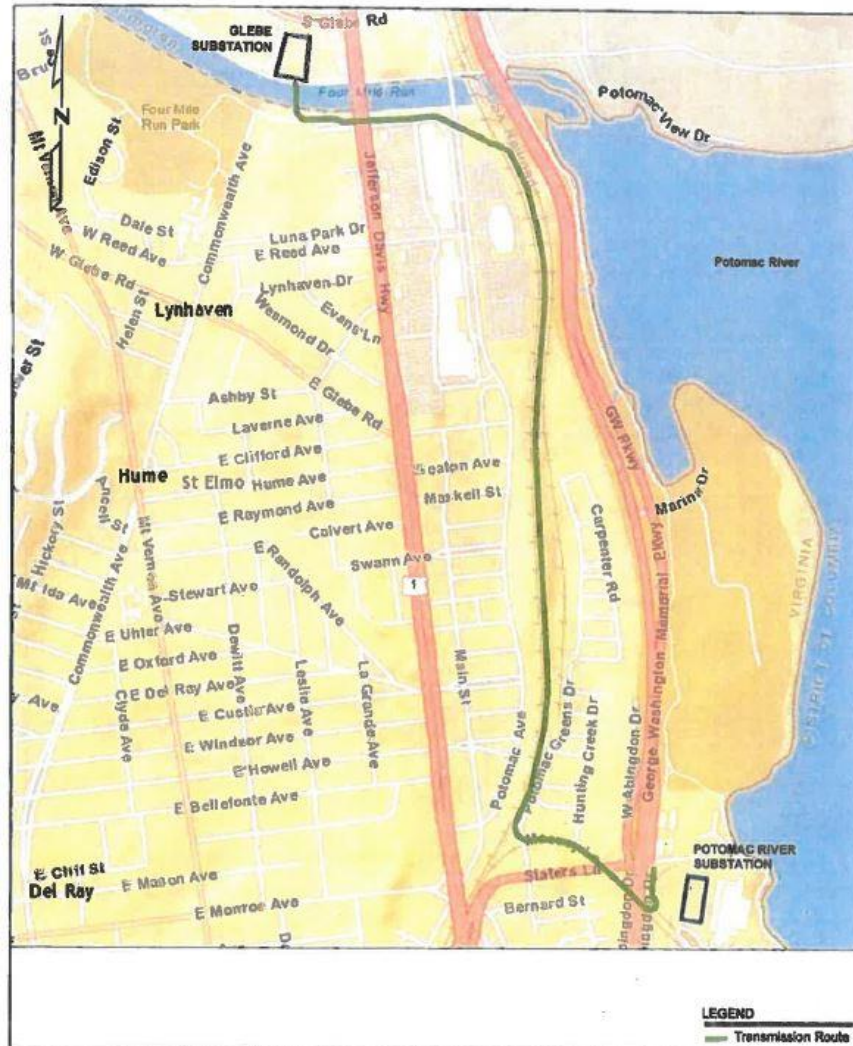 GLEBE
SUBSTATION
S Glebe Rd
N
Four Mile Run
Four Mile
Run Park
Potomac View Dr
Edison St
Commonwealth Ave
Jefferson Davis Hwy
Dale St
W Reed Ave
Luna Park Dr
E Reed Ave
W Glebe Rd
Lynhaven Dr
Potomac River
Helen St
Lynhaven
Wesmond Dr
Evans Ln
E Glebe Rd
Ashby St
Laverne Ave
E Clifford Ave
GW Pkwy
Hume
St Elmo
Hume Ave
Maskell St
E Raymond Ave
Marina Dr
Hickory St
Calvert Ave
Carpenter Rd
E Randolph Ave
Swann Ave
Mt Vernon Ave
1
VIRGINIA
Mt Ida Ave
Commonwealth Ave
Stewart Ave
George Washington Memorial Pkwy
E Uhler Ave
Dewitt Ave
E Oxford Ave
Leslie Ave
La Grande Ave
Main St
E Del Ray Ave
Clyde Ave
E Custis Ave
E Windsor Ave
Potomac Ave
Potomac Greens Dr
Hunting Creek Dr
W Abingdon Dr
E Howell Ave
E Bellefonte Ave
POTOMAC RIVER
SUBSTATION
E Cliff St
Del Ray
E Mason Ave
Slaters Ln
E Monroe Ave
Bernard St
LEGEND
Transmission Route